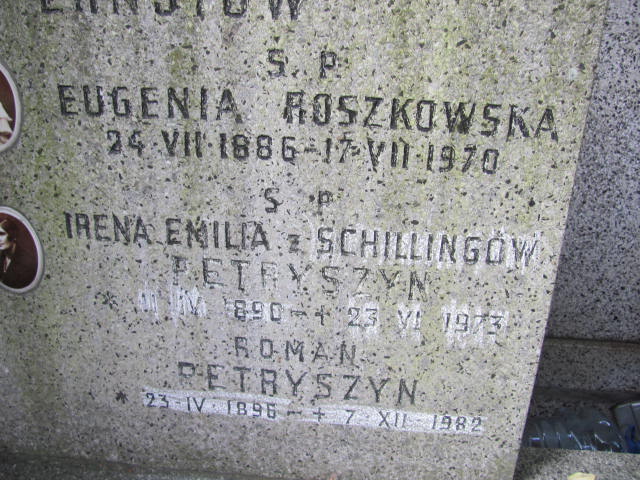 S. P.
EUGENIA ROSZKOWSKA
24 VII 1886-17-VII-1970
S P
IRENA EMILIA z SCHILLINGÓW
PETRYSZYN
IV 1890 - + 23 VI 1973
ROMAN
PETRYSZYN
* 23-IV-1896 - + 7-XII-1982